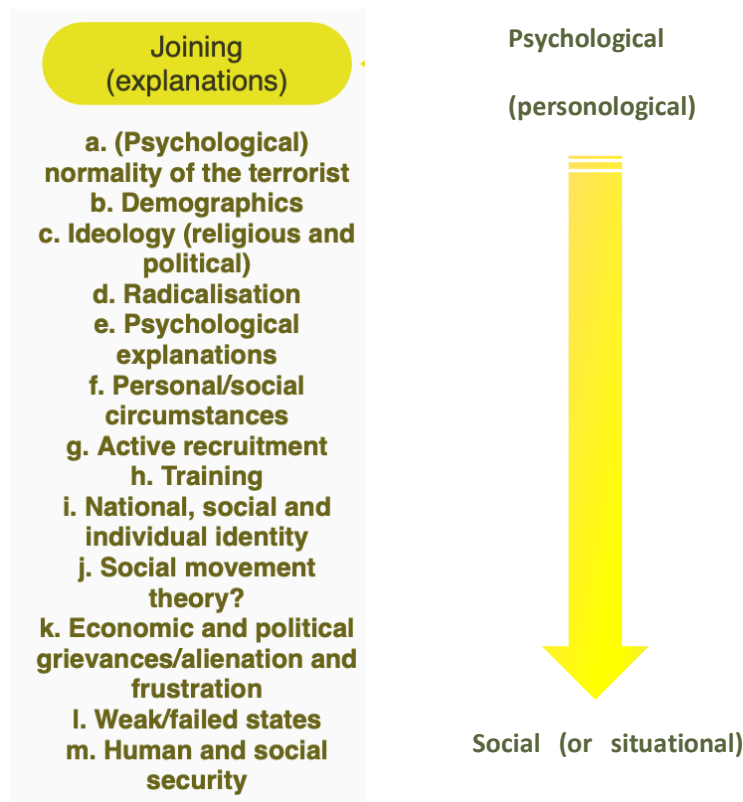 Joining
(explanations)
a. (Psychological)
normality of the terrorist
b. Demographics
c. Ideology (religious and
political)
d. Radicalisation
e. Psychological
explanations
f. Personal/social
circumstances
g. Active recruitment
h. Training
i. National, social and
individual identity
j. Social movement
theory?
k. Economic and political
grievances/alienation and
frustration
l. Weak/failed states
m. Human and social
security
Psychological
(personological)
Social (or situational)